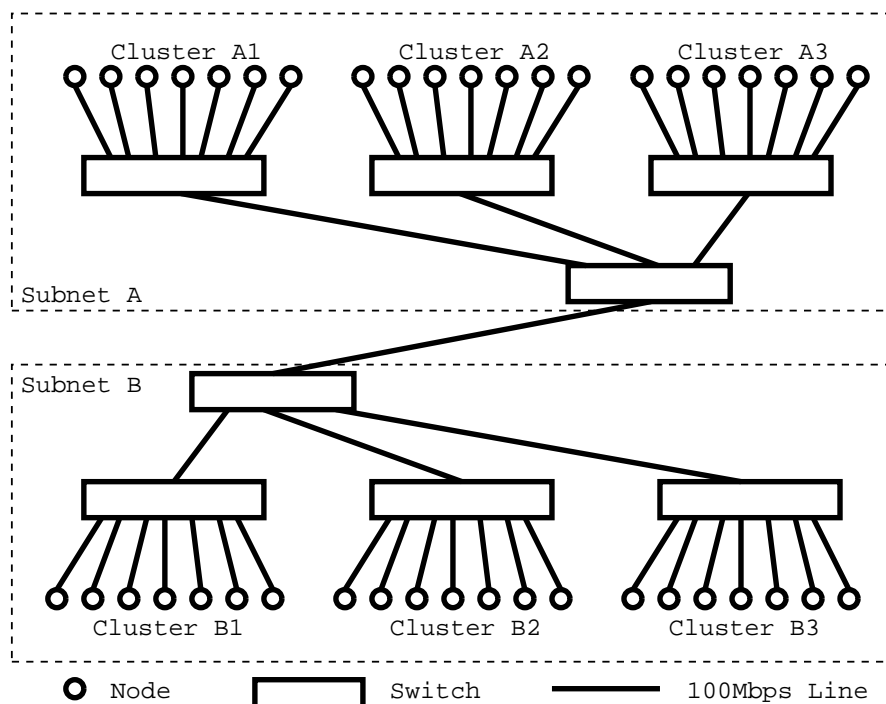 Cluster A1
Cluster A2
Cluster A3
Subnet A
Subnet B
Cluster B1
Cluster B2
Cluster B3
Node
Switch
100Mbps Line